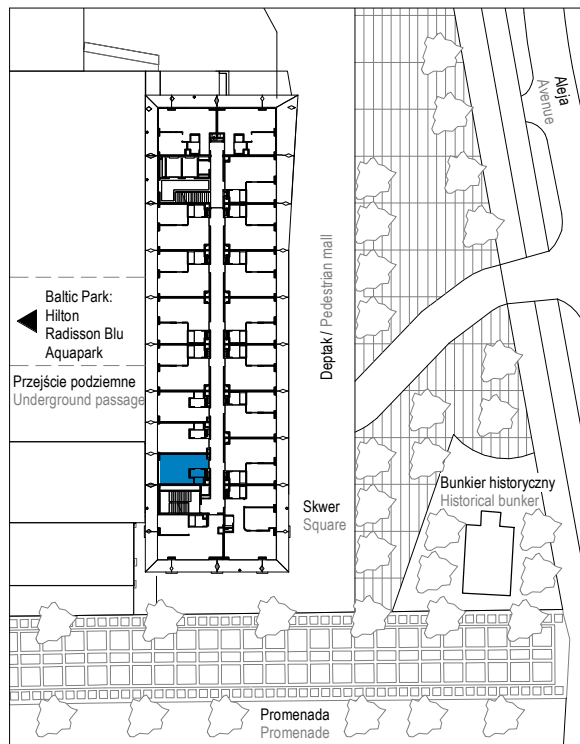 Aleja
Avenue
Baltic Park:
Hilton
Radisson Blu
Aquapark
Przejście podziemne
Underground passage
Deptak / Pedestrian mall
Skwer
Square
Bunkier historyczny
Historical bunker
Promenada
Promenade